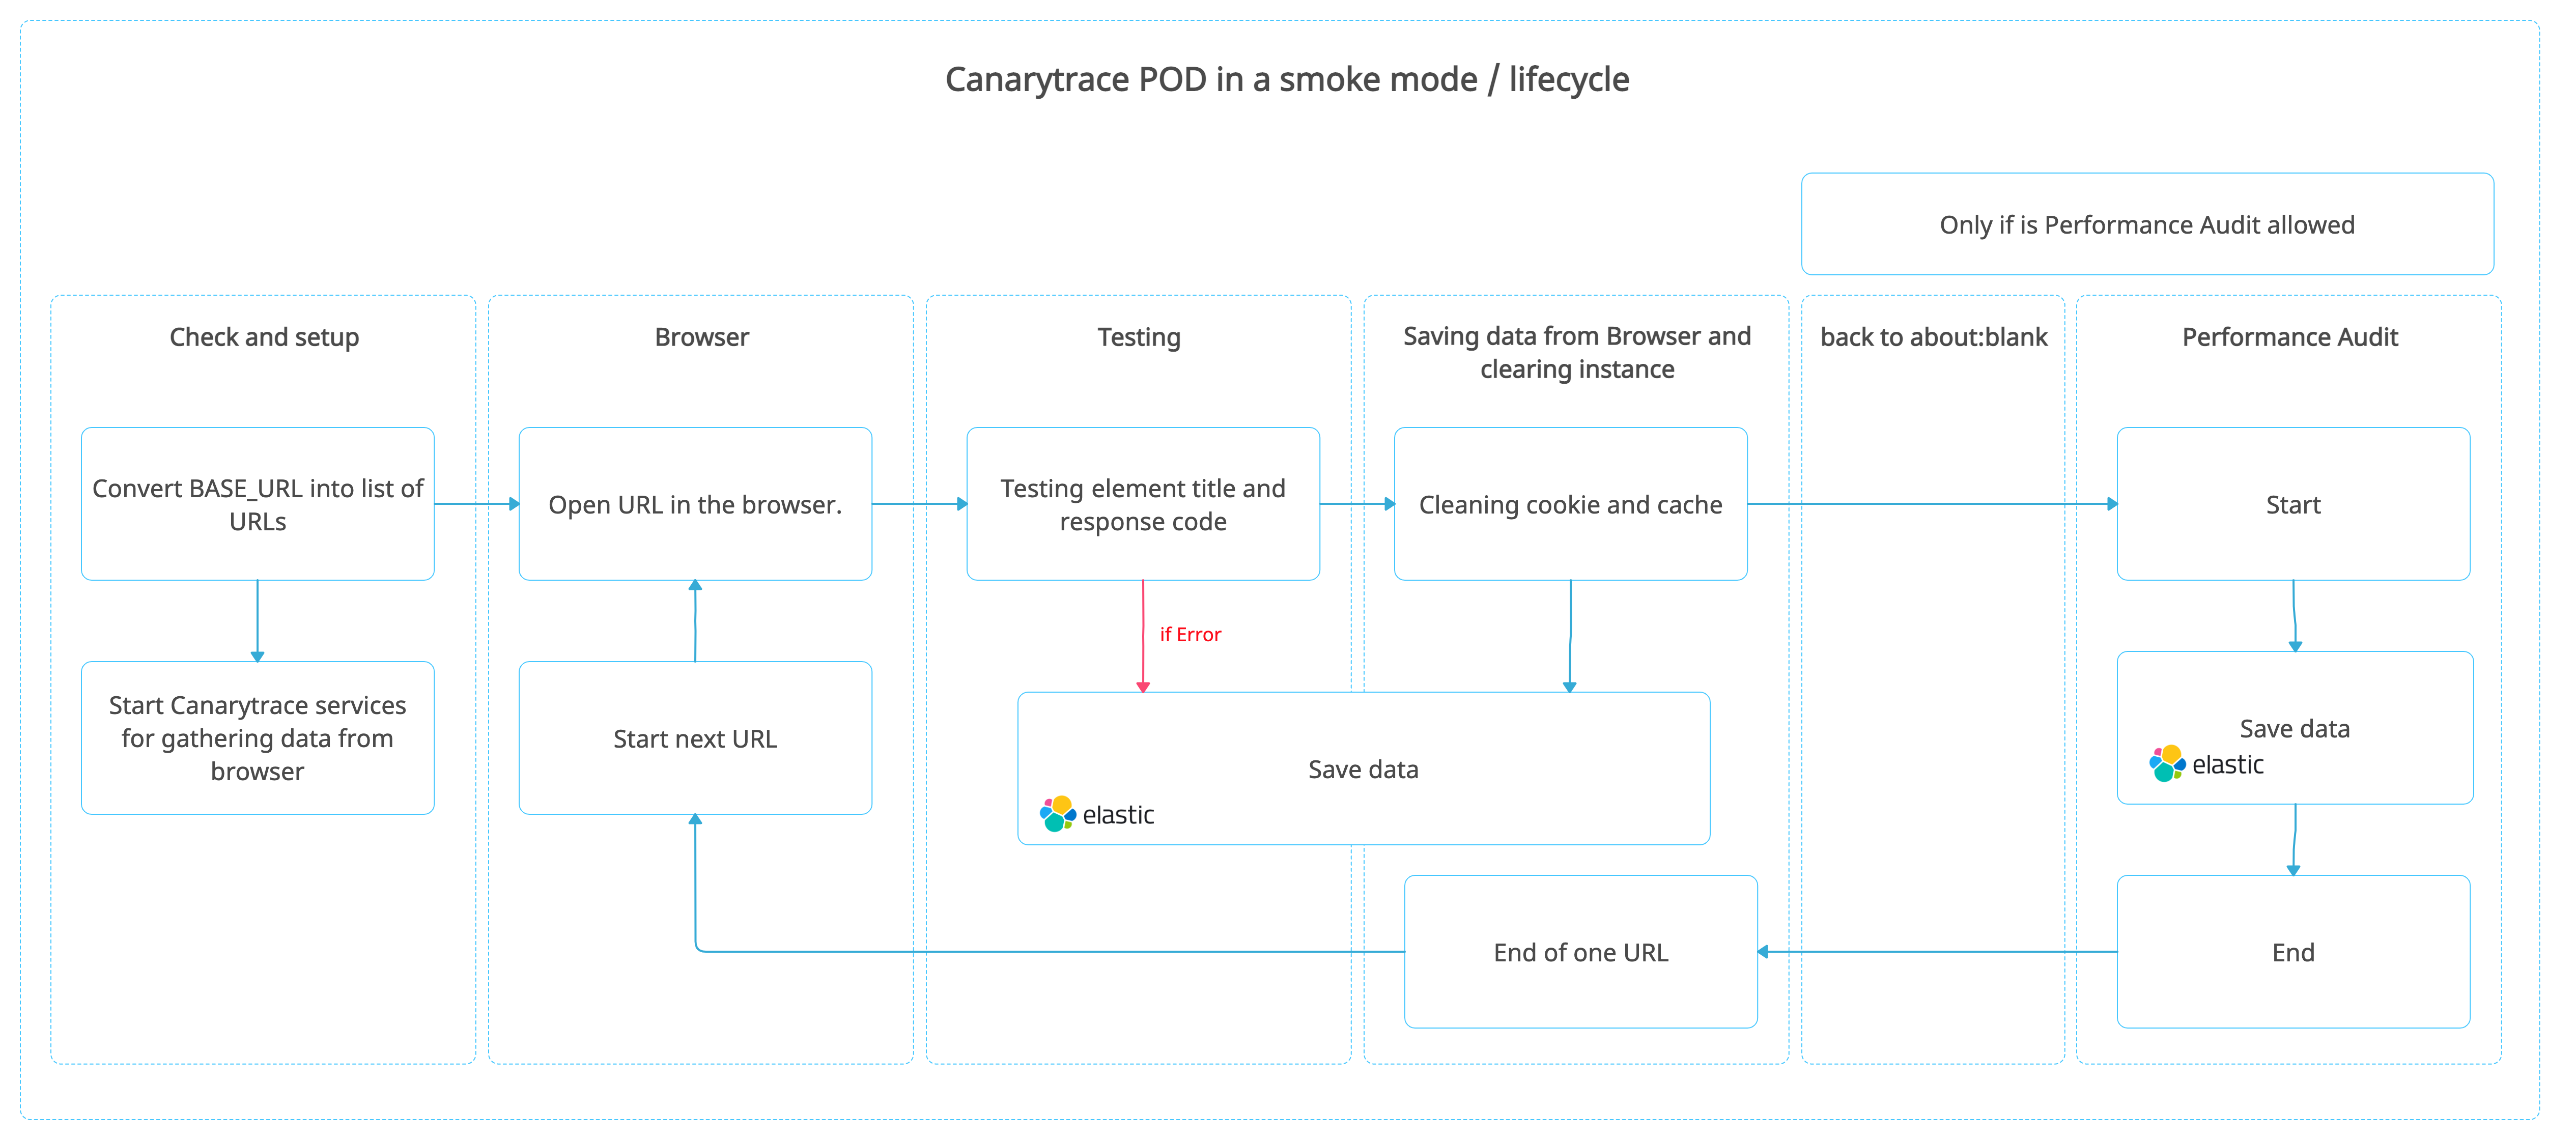 Canarytrace POD in a smoke mode / lifecycle
Only if is Performance Audit allowed
Check and setup
Convert BASE_URL into list of
URLs
Start Canarytrace services
for gathering data from
browser
Browser
Open URL in the browser.
Start next URL
Testing
Testing element title and
response code
if Error
Saving data from Browser and
clearing instance
Cleaning cookie and cache
Save data
elastic
End of one URL
back to about:blank
Performance Audit
Start
Save data
elastic
End